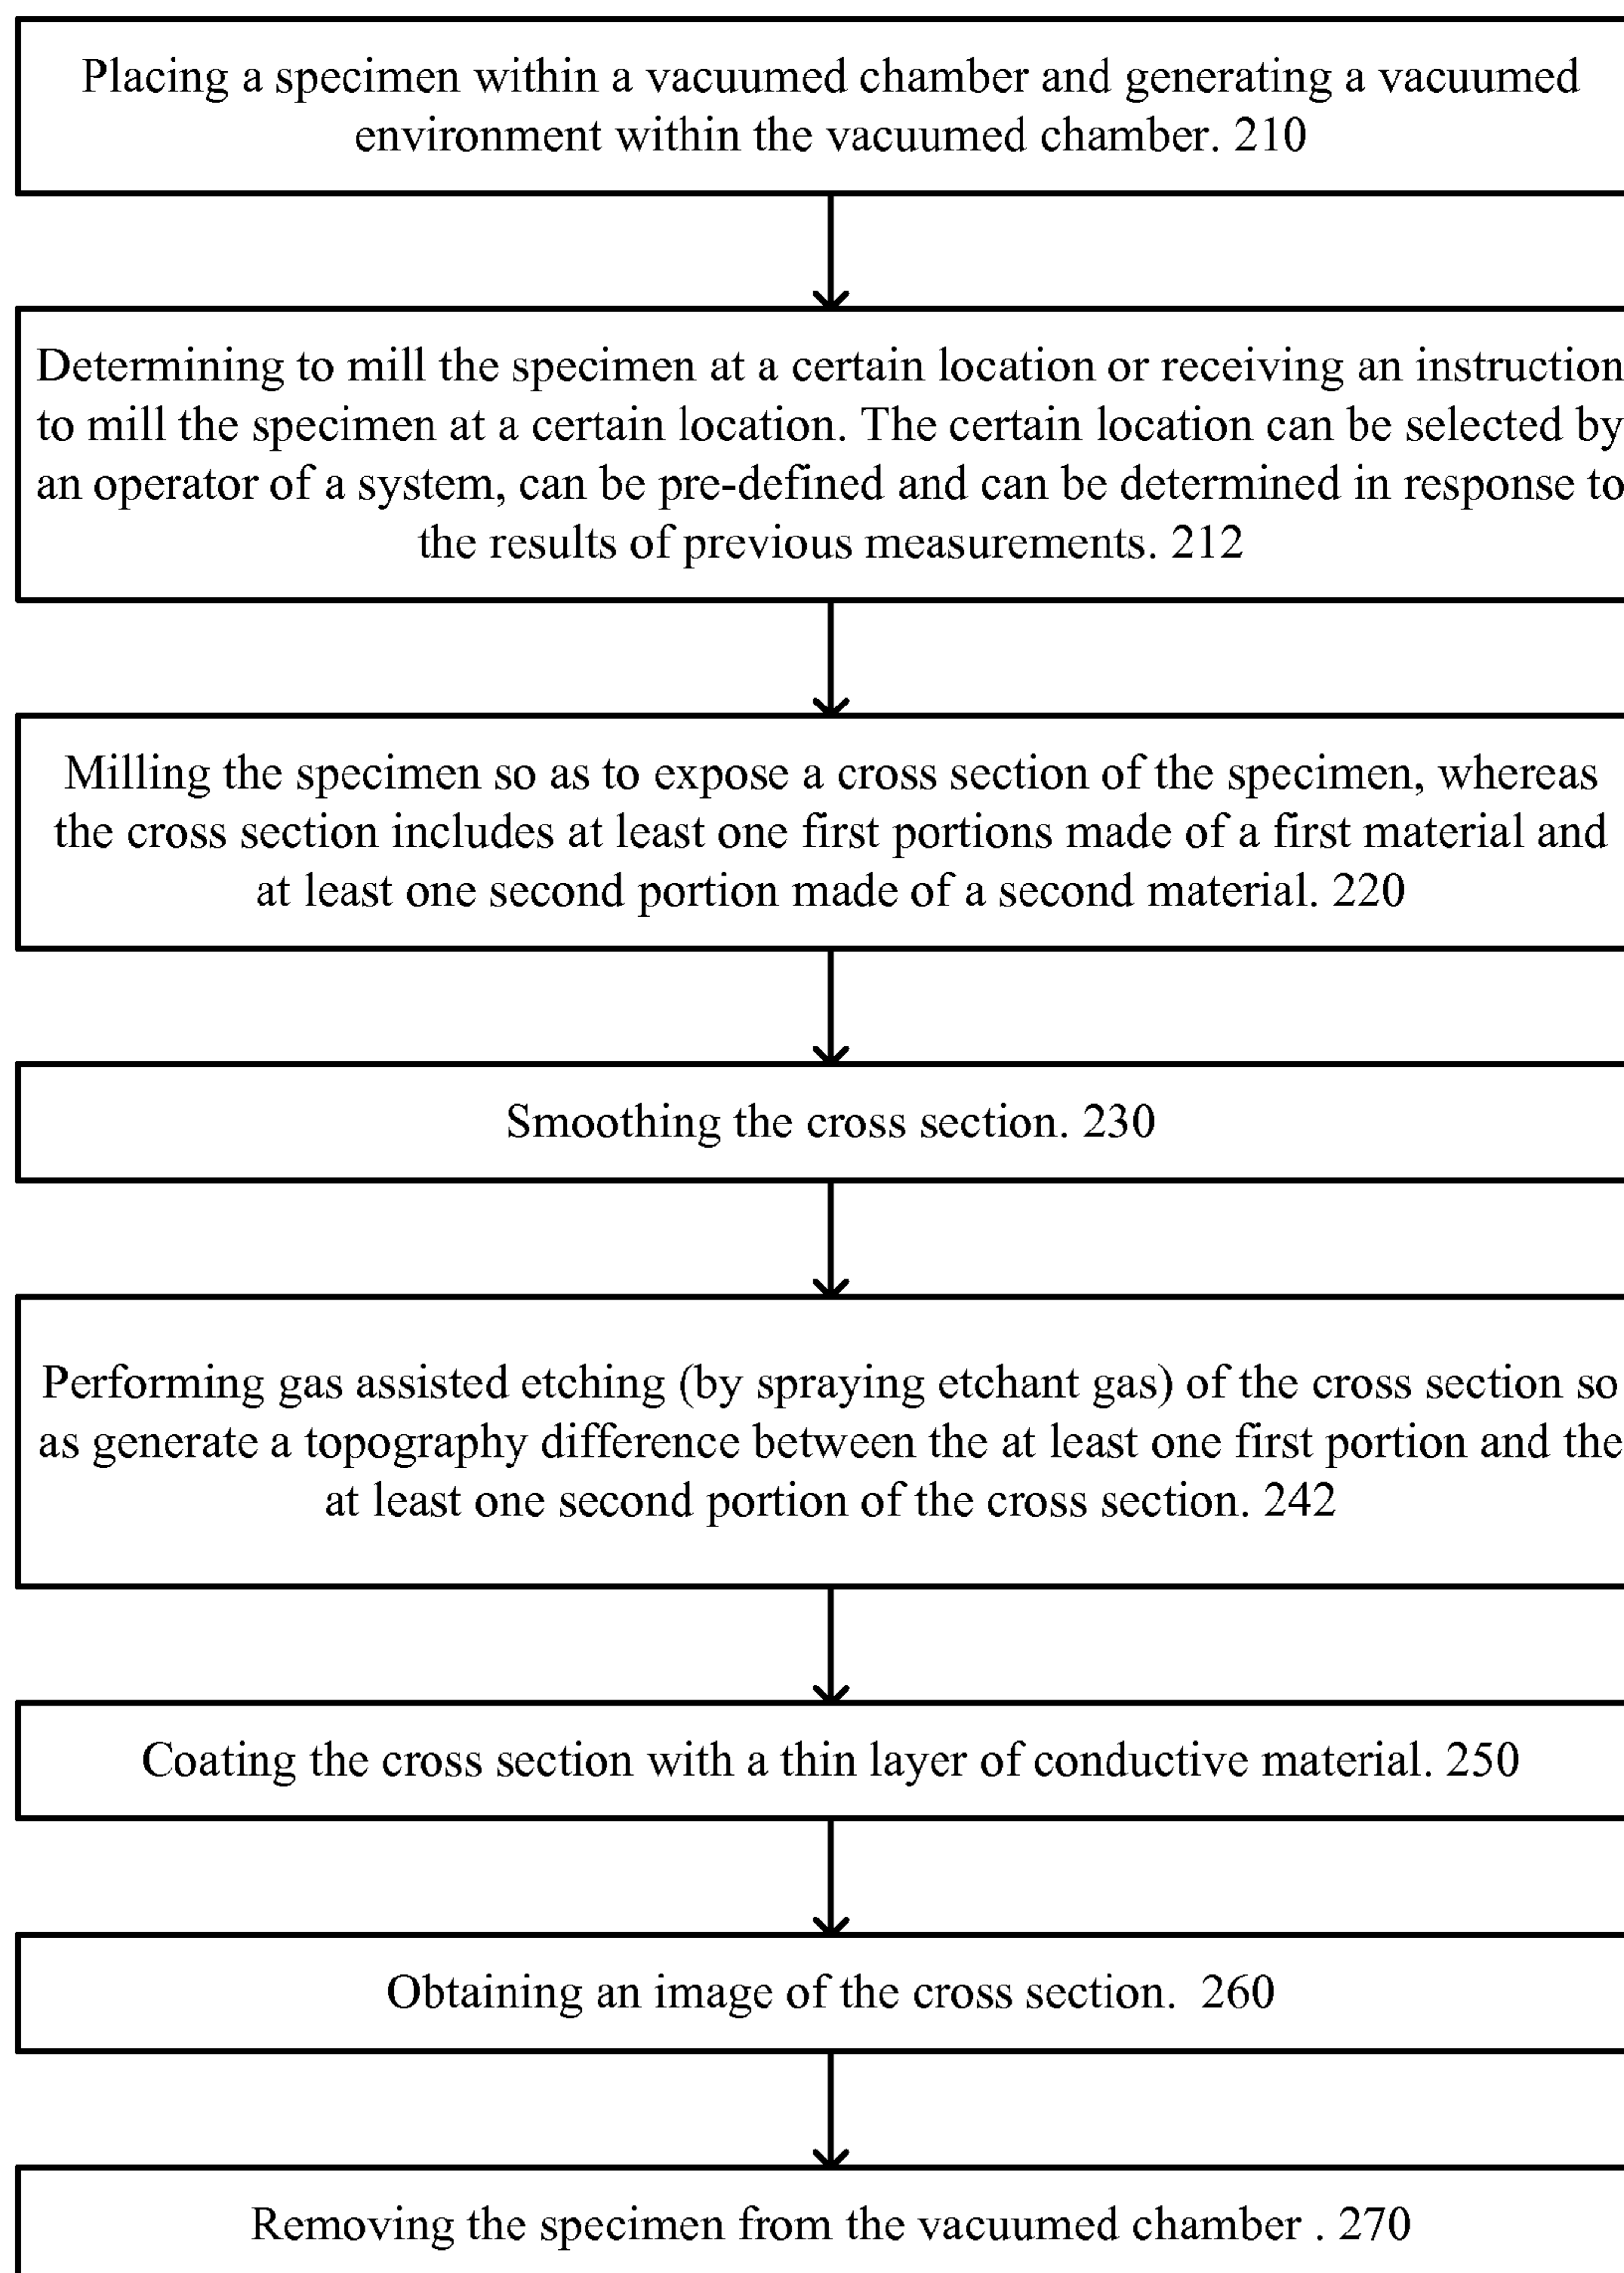 Placing a specimen within a vacuumed chamber and generating a vacuumed
environment within the vacuumed chamber. 210
Determining to mill the specimen at a certain location or receiving an instruction
to mill the specimen at a certain location. The certain location can be selected by
an operator of a system, can be pre-defined and can be determined in response to
the results of previous measurements. 212
Milling the specimen so as to expose a cross section of the specimen, whereas
the cross section includes at least one first portions made of a first material and
at least one second portion made of a second material. 220
Smoothing the cross section. 230
Performing gas assisted etching (by spraying etchant gas) of the cross section so
as generate a topography difference between the at least one first portion and the
at least one second portion of the cross section. 242
Coating the cross section with a thin layer of conductive material. 250
Obtaining an image of the cross section. 260
Removing the specimen from the vacuumed chamber . 270